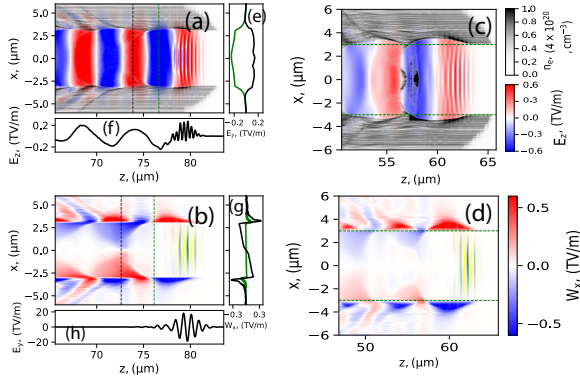 (a)
(e)
x, (μm)
5.0
2.5
0.0
-2.5
-5.0
-0.2
0.2
E_z, (TV/m)
(f)
E_z, (TV/m)
0.2
0.0
70
75
80
z, (μm)
(c)
x, (μm)
6
4
2
0
−2
−4
−6
55
60
65
z, (μm)
n_e, (4 × 10^20, cm^-3)
1.0
0.8
0.6
0.4
0.2
0.0
E_z, (TV/m)
0.6
0.3
0.0
−0.3
−0.6
(b)
(g)
x, (μm)
5.0
2.5
0.0
-2.5
-5.0
-0.3
0.3
W_x, (TV/m)
(h)
E_y, (TV/m)
20
0
−20
70
75
80
z, (μm)
(d)
x, (μm)
6
4
2
0
−2
−4
−6
50
55
60
z, (μm)
W_x, (TV/m)
0.4
0.2
0.0
−0.2
−0.4
−0.6